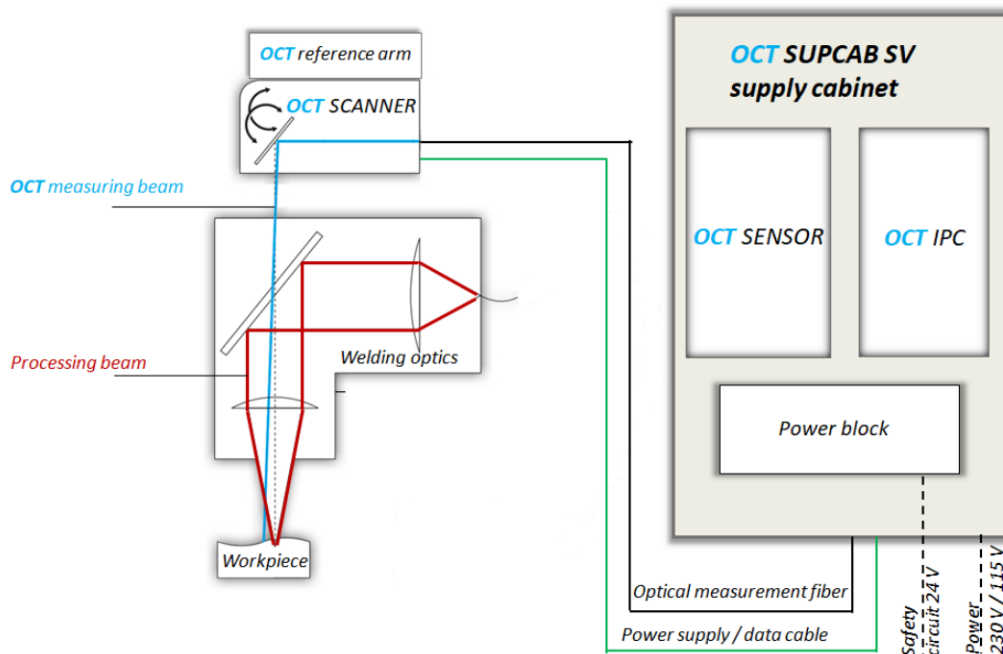 OCT reference arm
OCT SCANNER
OCT measuring beam
Processing beam
Welding optics
Workpiece
OCT SUPCAB SV
supply cabinet
OCT SENSOR
OCT IPC
Power block
Optical measurement fiber
Power supply / data cable
Safety
circuit 24 V
Power
230 V / 115 V